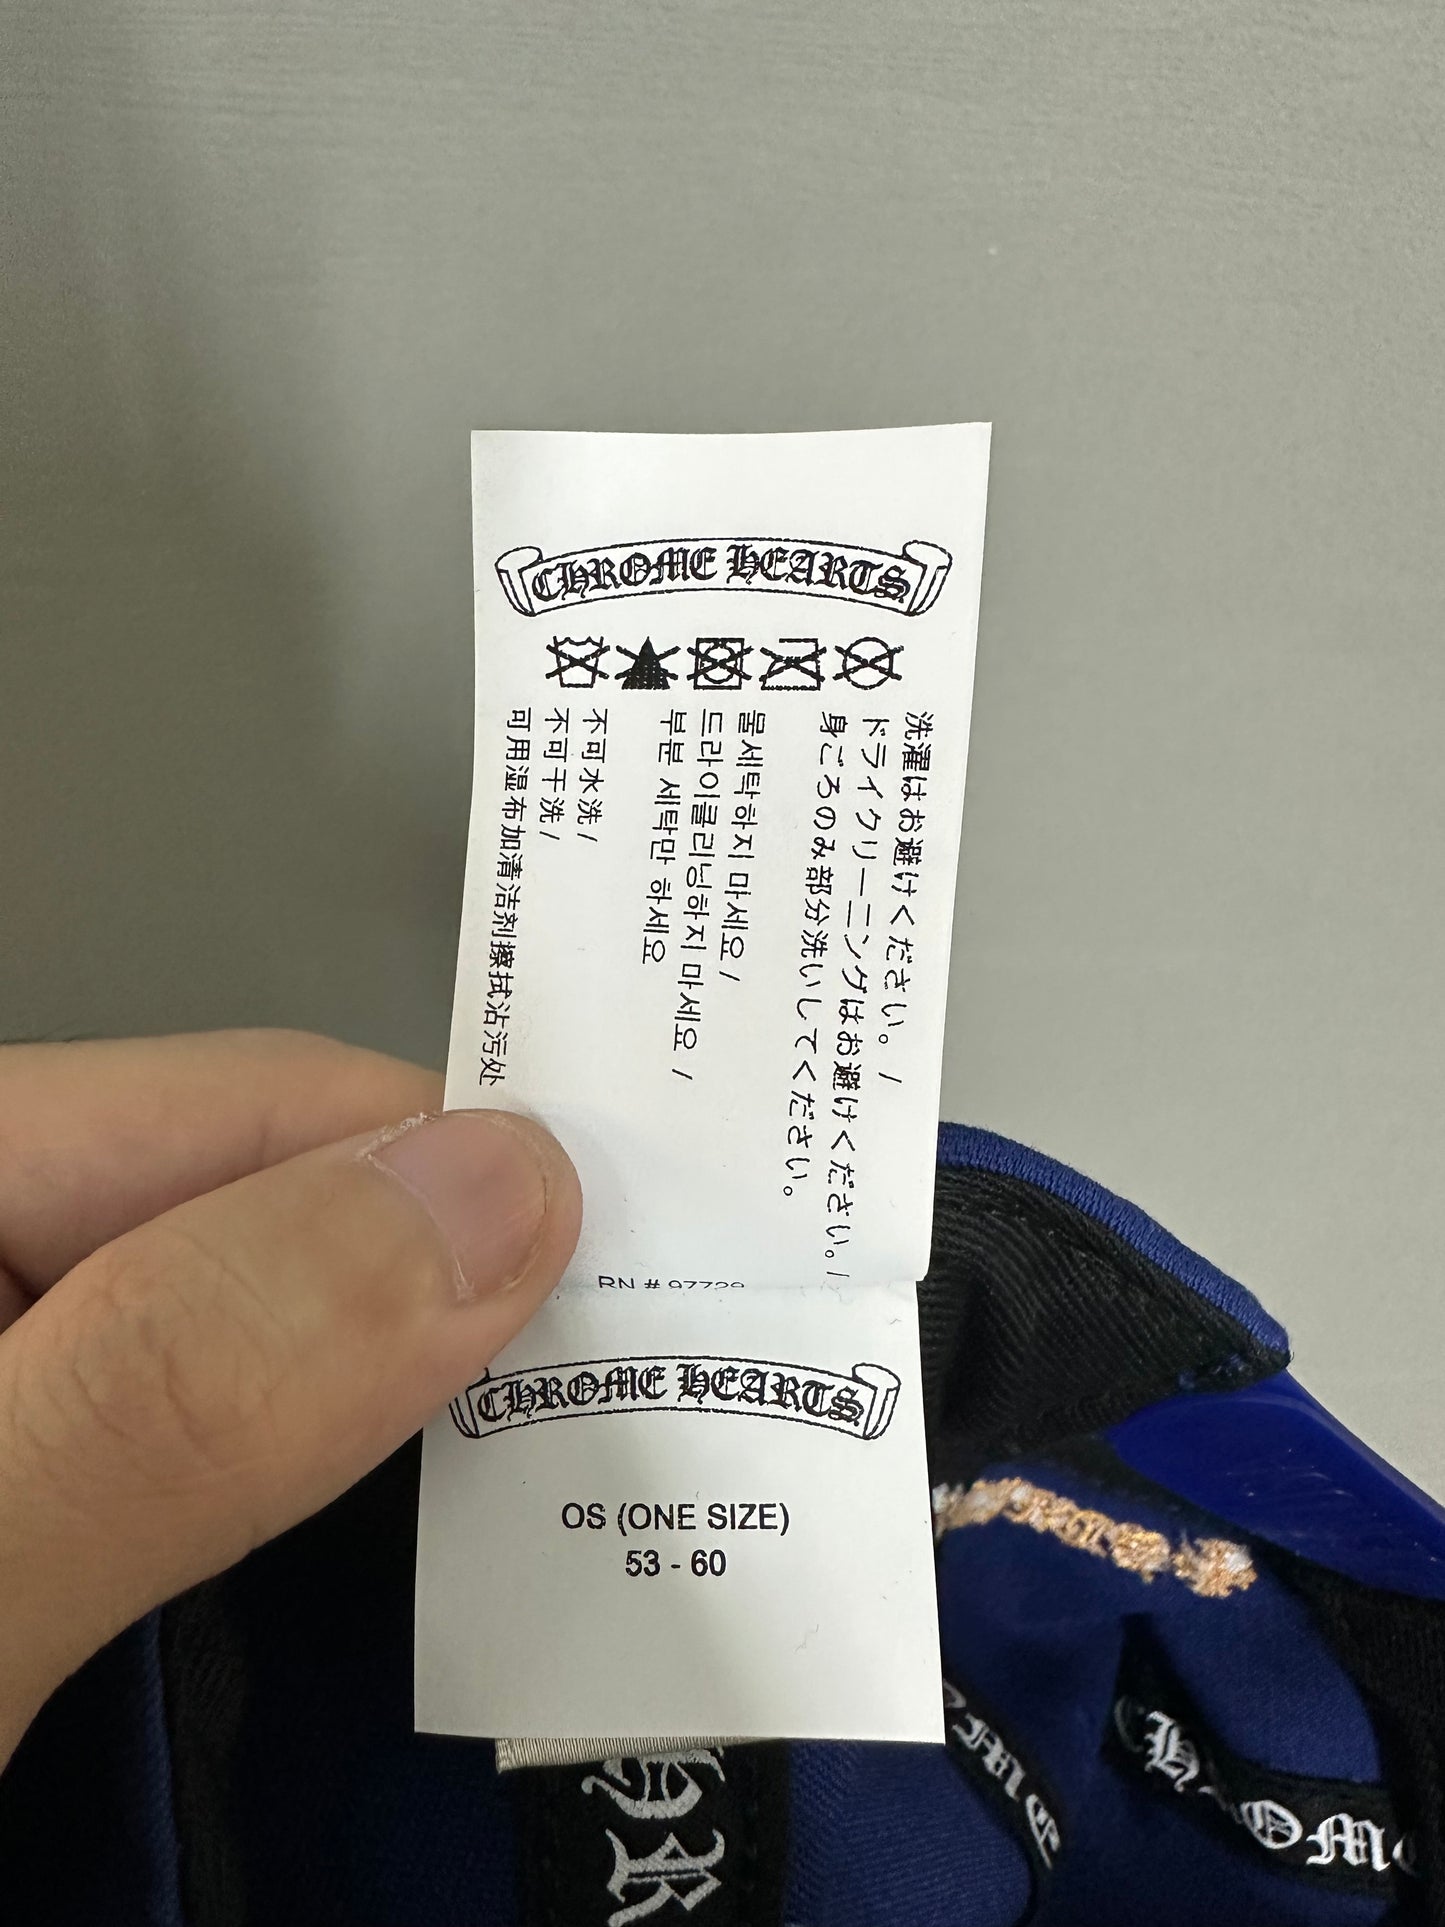 CHROME HEARTS
洗濯はお避けください。 /
ドライクリーニングはお避けください。 /
身ごろのみ部分洗いしてください。
물세탁하지 마세요 /
드라이클리닝하지 마세요 /
부분 세탁만 하세요
不可水洗 /
不可干洗 /
可用湿布加清洁剂擦拭沾污处
RN # 97729
CHROME HEARTS
OS (ONE SIZE)
53 - 60
CHROM